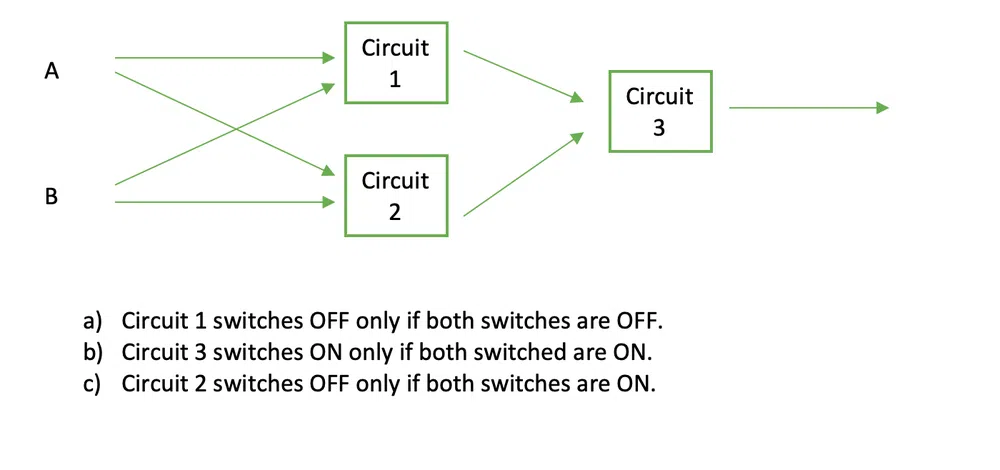 A
B
Circuit
1
Circuit
2
Circuit
3
a) Circuit 1 switches OFF only if both switches are OFF.
b) Circuit 3 switches ON only if both switched are ON.
c) Circuit 2 switches OFF only if both switches are ON.